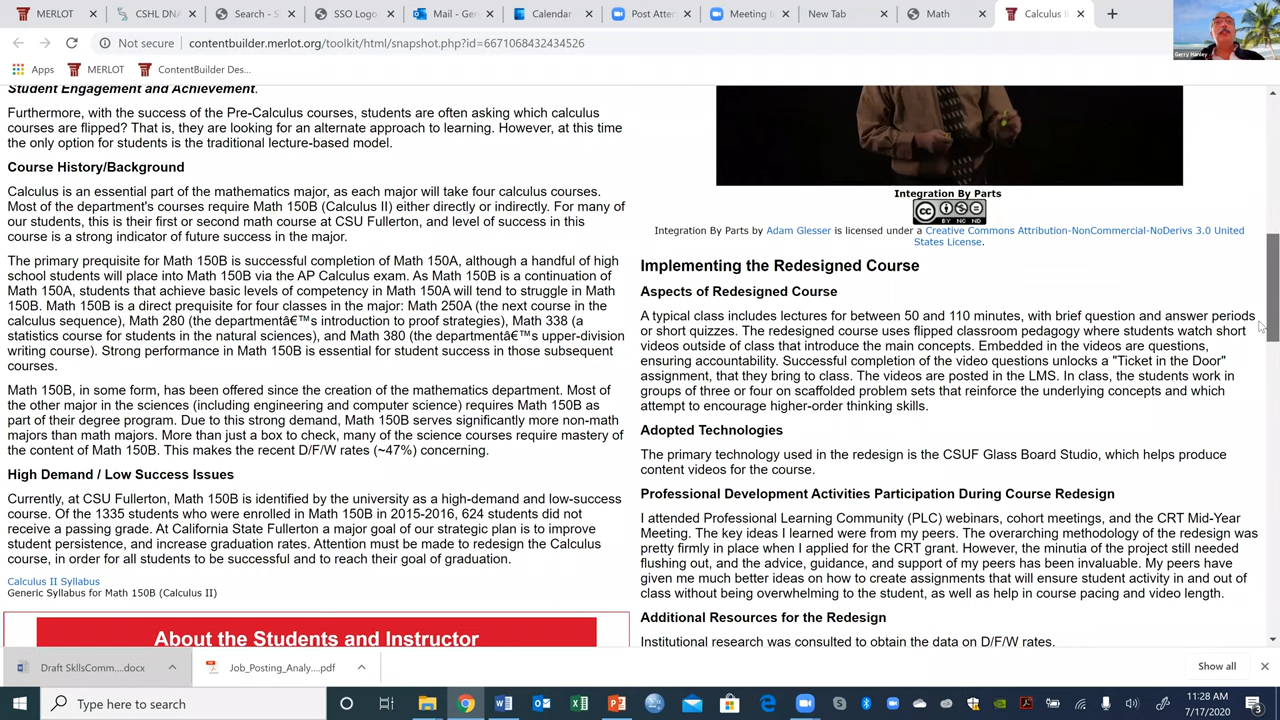 MERLOT
CSHL DNA
Search - S
SSO Logo
Mail - Ger
Calendar
Post Atter
Meeting I
New Tab
Math
Calculus I
Not secure
contentbuilder.merlot.org/toolkit/html/snapshot.php?id=6671068432434526
Gerry Hanley
Apps
MERLOT
ContentBuilder Des...
Student Engagement and Achievement.
Furthermore, with the success of the Pre-Calculus courses, students are often asking which calculus
courses are flipped? That is, they are looking for an alternate approach to learning. However, at this time
the only option for students is the traditional lecture-based model.
Course History/Background
Calculus is an essential part of the mathematics major, as each major will take four calculus courses.
Most of the department's courses require Math 150B (Calculus II) either directly or indirectly. For many of
our students, this is their first or second math course at CSU Fullerton, and level of success in this
course is a strong indicator of future success in the major.
The primary prequisite for Math 150B is successful completion of Math 150A, although a handful of high
school students will place into Math 150B via the AP Calculus exam. As Math 150B is a continuation of
Math 150A, students that achieve basic levels of competency in Math 150A will tend to struggle in Math
150B. Math 150B is a direct prequisite for four classes in the major: Math 250A (the next course in the
calculus sequence), Math 280 (the departmentâ€™s introduction to proof strategies), Math 338 (a
statistics course for students in the natural sciences), and Math 380 (the departmentâ€™s upper-division
writing course). Strong performance in Math 150B is essential for student success in those subsequent
courses.
Math 150B, in some form, has been offered since the creation of the mathematics department. Most of
the other major in the sciences (including engineering and computer science) requires Math 150B as
part of their degree program. Due to this strong demand, Math 150B serves significantly more non-math
majors than math majors. More than just a box to check, many of the science courses require mastery of
the content of Math 150B. This makes the recent D/F/W rates (~47%) concerning.
High Demand / Low Success Issues
Currently, at CSU Fullerton, Math 150B is identified by the university as a high-demand and low-success
course. Of the 1335 students who were enrolled in Math 150B in 2015-2016, 624 students did not
receive a passing grade. At California State Fullerton a major goal of our strategic plan is to improve
student persistence, and increase graduation rates. Attention must be made to redesign the Calculus
course, in order for all students to be successful and to reach their goal of graduation.
Calculus II Syllabus
Generic Syllabus for Math 150B (Calculus II)
About the Students and Instructor
Integration By Parts
CC BY NC ND
Integration By Parts by Adam Glesser is licensed under a Creative Commons Attribution-NonCommercial-NoDerivs 3.0 United
States License.
Implementing the Redesigned Course
Aspects of Redesigned Course
A typical class includes lectures for between 50 and 110 minutes, with brief question and answer periods
or short quizzes. The redesigned course uses flipped classroom pedagogy where students watch short
videos outside of class that introduce the main concepts. Embedded in the videos are questions,
ensuring accountability. Successful completion of the video questions unlocks a "Ticket in the Door"
assignment, that they bring to class. The videos are posted in the LMS. In class, the students work in
groups of three or four on scaffolded problem sets that reinforce the underlying concepts and which
attempt to encourage higher-order thinking skills.
Adopted Technologies
The primary technology used in the redesign is the CSUF Glass Board Studio, which helps produce
content videos for the course.
Professional Development Activities Participation During Course Redesign
I attended Professional Learning Community (PLC) webinars, cohort meetings, and the CRT Mid-Year
Meeting. The key ideas I learned were from my peers. The overarching methodology of the redesign was
pretty firmly in place when I applied for the CRT grant. However, the minutia of the project still needed
flushing out, and the advice, guidance, and support of my peers has been invaluable. My peers have
given me much better ideas on how to create assignments that will ensure student activity in and out of
class without being overwhelming to the student, as well as help in course pacing and video length.
Additional Resources for the Redesign
Institutional research was consulted to obtain the data on D/F/W rates.
Draft SkllsComm....docx
Job_Posting_Analy....pdf
Show all
Type here to search
11:28 AM
7/17/2020
3